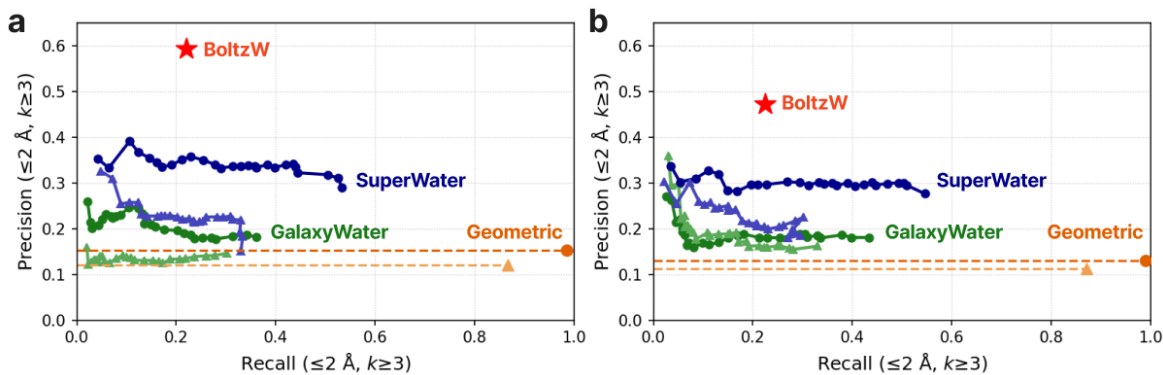 a
0.6
0.5
0.4
0.3
0.2
0.1
0.0
Precision (≤2 Å, k≥3)
BoltzW
SuperWater
GalaxyWater
Geometric
0.0 0.2 0.4 0.6 0.8 1.0
Recall (≤2 Å, k≥3)
b
0.6
0.5
0.4
0.3
0.2
0.1
0.0
Precision (≤2 Å, k≥3)
BoltzW
SuperWater
GalaxyWater
Geometric
0.0 0.2 0.4 0.6 0.8 1.0
Recall (≤2 Å, k≥3)